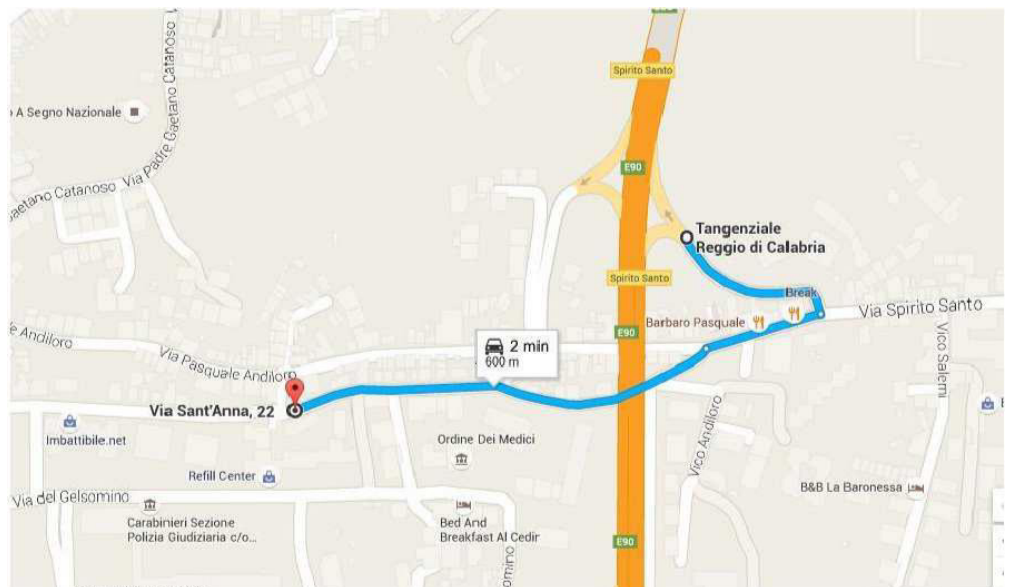 Spirito Santo
A Segno Nazionale
Via Padre Gaetano Catanoso
Gaetano Catanoso
E90
Tangenziale
Reggio di Calabria
Spirito Santo
Break
Via Spirito Santo
Barbaro Pasquale
E90
Andiloro
Via Pasquale Andiloro
2 min
600 m
Vico Salemi
Via Sant'Anna, 22
Imbattibile.net
Ordine Dei Medici
Vico Andiloro
Refill Center
B&B La Baronessa
Via del Gelsomino
Carabinieri Sezione
Polizia Giudiziaria c/o...
Bed And
Breakfast Al Cedir
E90